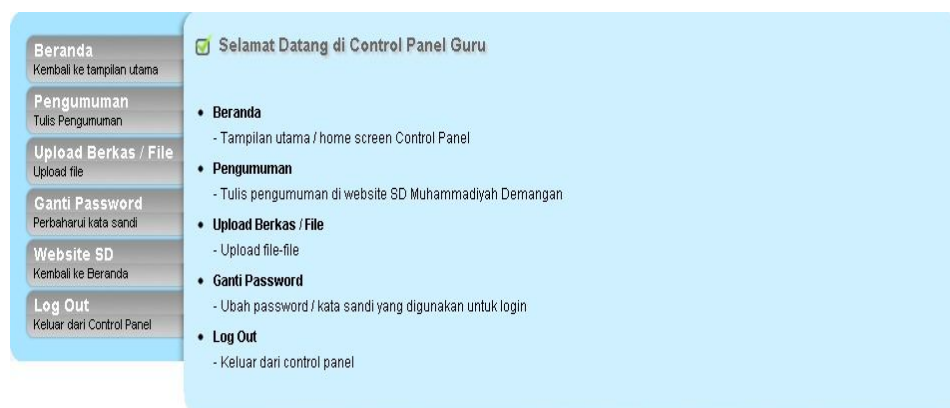 Beranda
Kembali ke tampilan utama
Pengumuman
Tulis Pengumuman
Upload Berkas / File
Upload file
Ganti Password
Perbaharui kata sandi
Website SD
Kembali ke Beranda
Log Out
Keluar dari Control Panel
Selamat Datang di Control Panel Guru
• Beranda
- Tampilan utama / home screen Control Panel
• Pengumuman
- Tulis pengumuman di website SD Muhammadiyah Demangan
• Upload Berkas / File
- Upload file-file
• Ganti Password
- Ubah password / kata sandi yang digunakan untuk login
• Log Out
- Keluar dari control panel